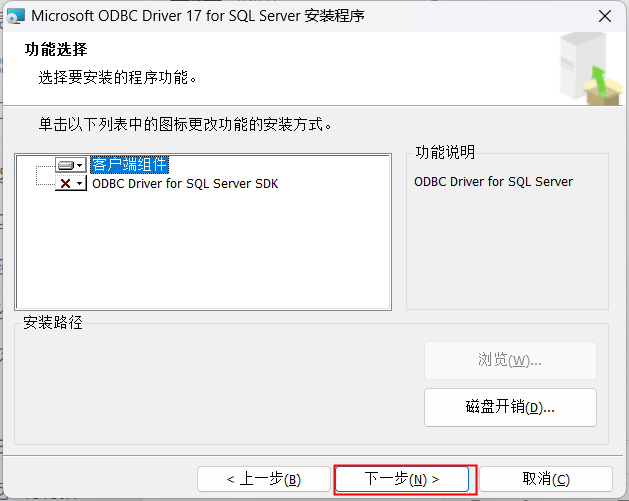 Microsoft ODBC Driver 17 for SQL Server 安装程序
功能选择
选择要安装的程序功能。
单击以下列表中的图标更改功能的安装方式。
客户端组件
ODBC Driver for SQL Server SDK
功能说明
ODBC Driver for SQL Server
安装路径
浏览(W)...
磁盘开销(D)...
< 上一步(B)
下一步(N) >
取消(C)